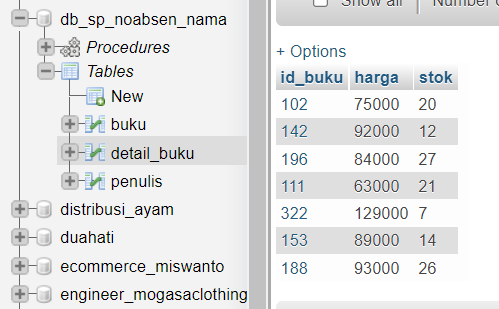 db_sp_noabsen_nama
Procedures
Tables
New
buku
detail_buku
penulis
distribusi_ayam
duahati
ecommerce_miswanto
engineer_mogasaclothing
Show all Number
+ Options
id_buku harga stok
102 75000 20
142 92000 12
196 84000 27
111 63000 21
322 129000 7
153 89000 14
188 93000 26